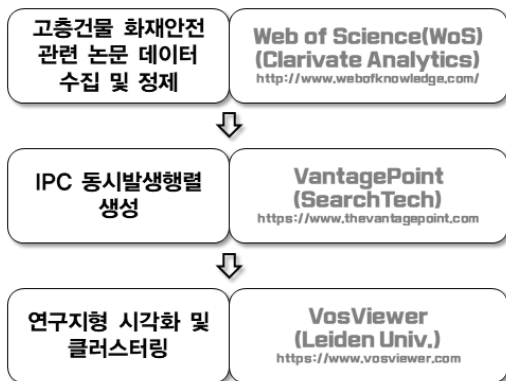 고층건물 화재안전
관련 논문 데이터
수집 및 정제
Web of Science(WoS)
(Clarivate Analytics)
http://www.webofknowledge.com/
IPC 동시발생행렬
생성
VantagePoint
(SearchTech)
https://www.thevantagepoint.com
연구지형 시각화 및
클러스터링
VosViewer
(Leiden Univ.)
https://www.vosviewer.com